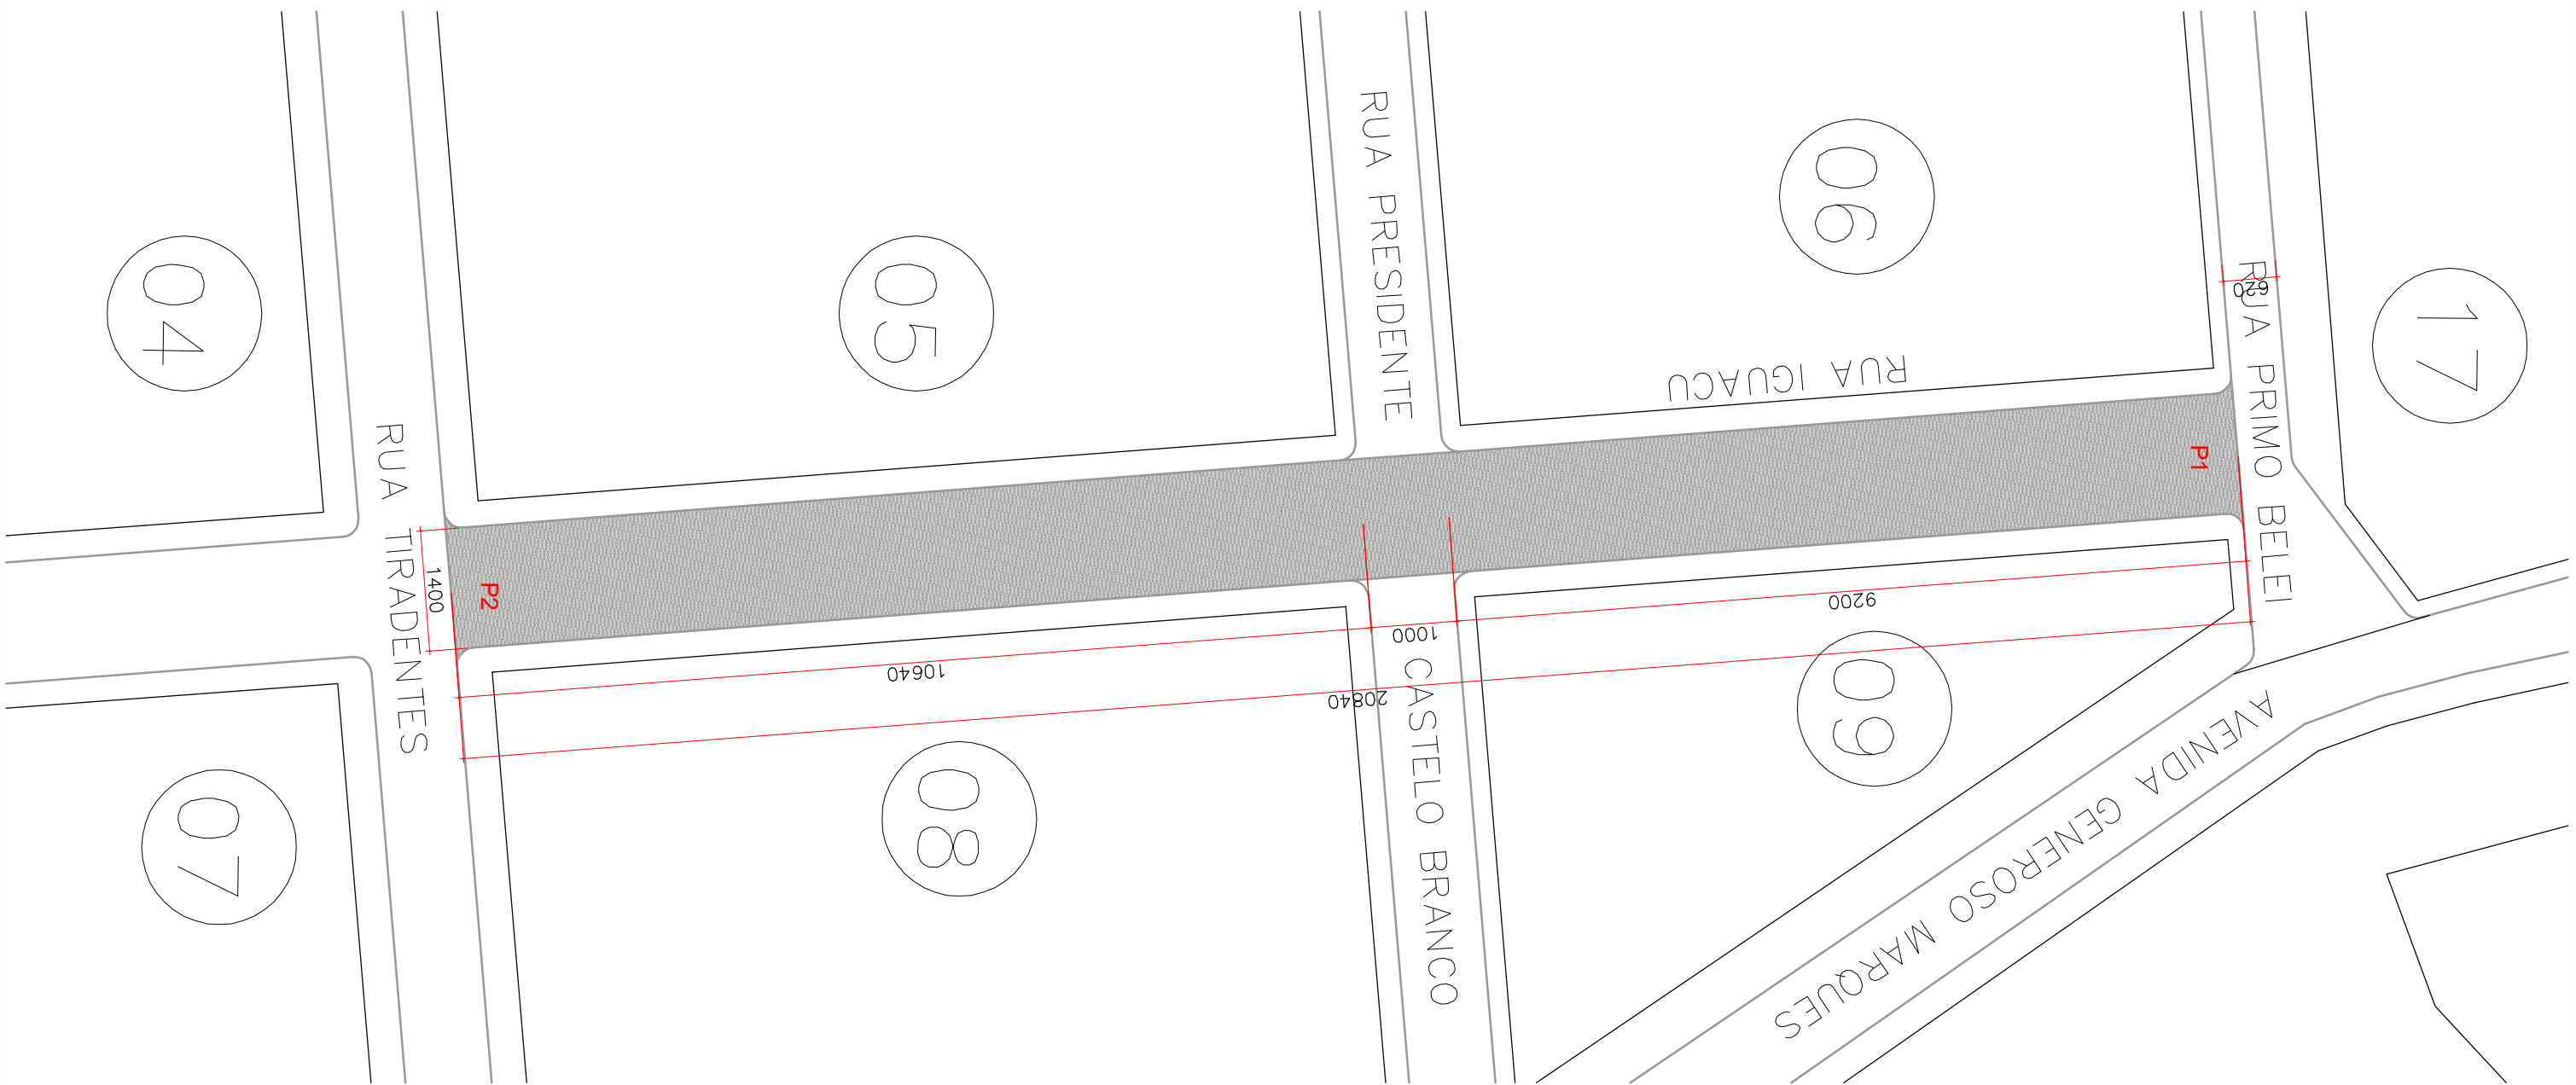 04
05
06
17
07
08
09
RUA PRESIDENTE
CASTELO BRANCO
RUA IGUACU
RUA PRIMO BELEI
RUA TIRADENTES
AVENIDA GENEROSO MARQUES
P1
P2
620
1400
9200
1000
10640
20840